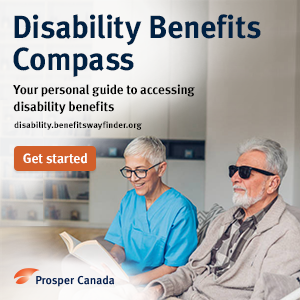 Disability Benefits
Compass
Your personal guide to accessing
disability benefits
disability.benefitswayfinder.org
Get started
Prosper Canada